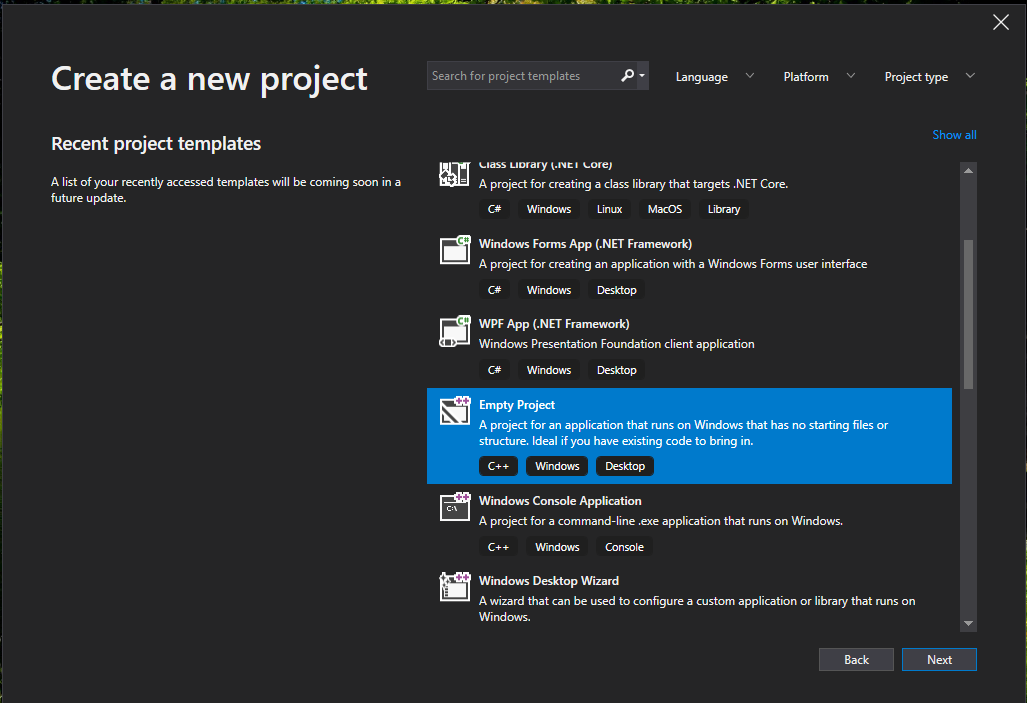 Create a new project
Search for project templates
Language
Platform
Project type
Recent project templates
Show all
A list of your recently accessed templates will be coming soon in a
future update.
Class Library (.NET Core)
A project for creating a class library that targets .NET Core.
C#
Windows
Linux
MacOS
Library
C#
Windows Forms App (.NET Framework)
A project for creating an application with a Windows Forms user interface
C#
Windows
Desktop
C#
WPF App (.NET Framework)
Windows Presentation Foundation client application
C#
Windows
Desktop
Empty Project
A project for an application that runs on Windows that has no starting files or
structure. Ideal if you have existing code to bring in.
C++
Windows
Desktop
C:\
Windows Console Application
A project for a command-line .exe application that runs on Windows.
C++
Windows
Console
Windows Desktop Wizard
A wizard that can be used to configure a custom application or library that runs on
Windows.
Back
Next